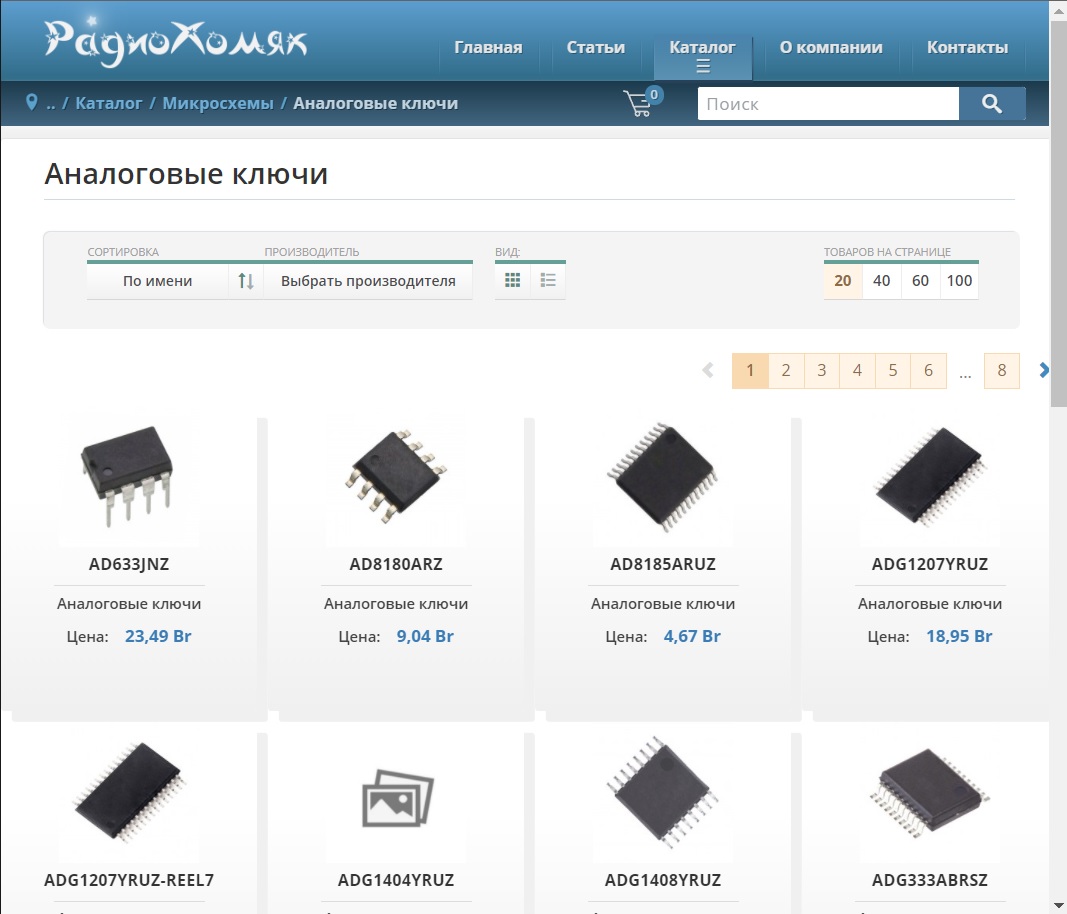 РадиоХомяк
Главная
Статьи
Каталог
О компании
Контакты
.. / Каталог / Микросхемы / Аналоговые ключи
0
Поиск
Аналоговые ключи
СОРТИРОВКА
ПРОИЗВОДИТЕЛЬ
ВИД:
ТОВАРОВ НА СТРАНИЦЕ
По имени
Выбрать производителя
20 40 60 100
1 2 3 4 5 6 ... 8
AD633JNZ
Аналоговые ключи
Цена: 23,49 Br
AD8180ARZ
Аналоговые ключи
Цена: 9,04 Br
AD8185ARUZ
Аналоговые ключи
Цена: 4,67 Br
ADG1207YRUZ
Аналоговые ключи
Цена: 18,95 Br
ADG1207YRUZ-REEL7
ADG1404YRUZ
ADG1408YRUZ
ADG333ABRSZ